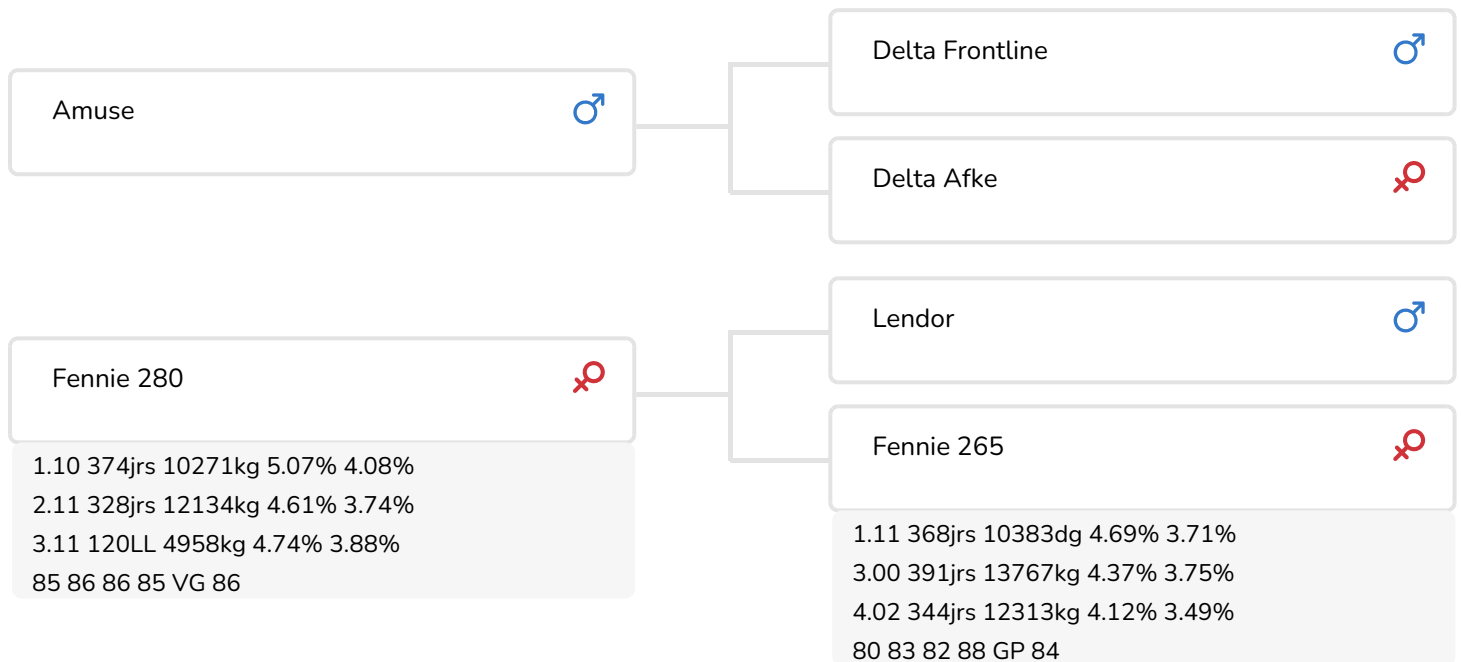 Amuse
Fennie 280
1.10 374jrs 10271kg 5.07% 4.08%
2.11 328jrs 12134kg 4.61% 3.74%
3.11 120LL 4958kg 4.74% 3.88%
85 86 86 85 VG 86
Delta Frontline
Delta Afke
Lendor
Fennie 265
1.11 368jrs 10383dg 4.69% 3.71%
3.00 391jrs 13767kg 4.37% 3.75%
4.02 344jrs 12313kg 4.12% 3.49%
80 83 82 88 GP 84